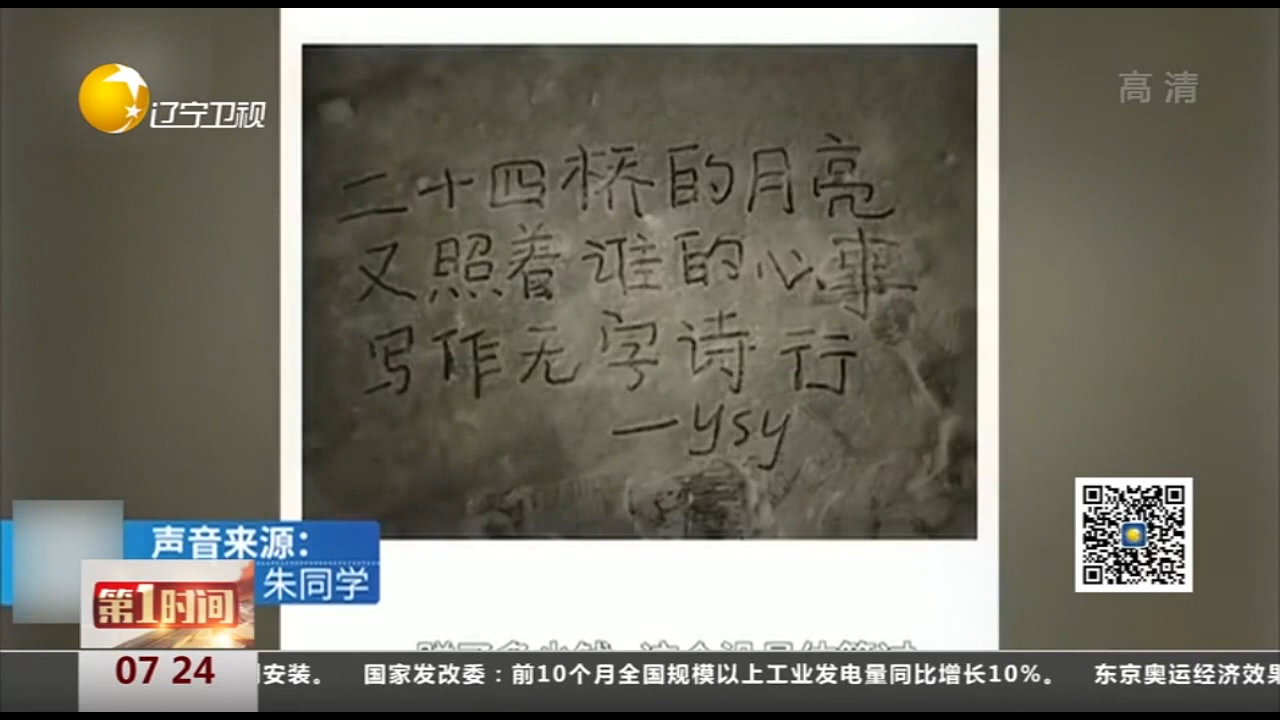 辽宁卫视
高清
二十四桥的月亮
又照着谁的心事
写作无字诗行
—ysy
声音来源：
朱同学
第1时间
07 24
安装。 国家发改委：前10个月全国规模以上工业发电量同比增长10%。 东京奥运经济效果